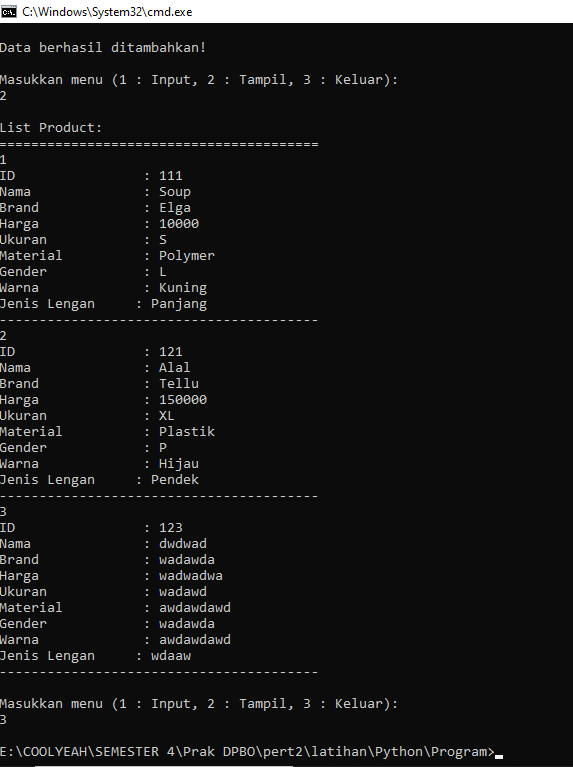 C:\Windows\System32\cmd.exe
Data berhasil ditambahkan!
Masukkan menu (1 : Input, 2 : Tampil, 3 : Keluar):
2
List Product:
========================================
1
ID                : 111
Nama              : Soup
Brand             : Elga
Harga             : 10000
Ukuran            : S
Material          : Polymer
Gender            : L
Warna             : Kuning
Jenis Lengan     : Panjang
----------------------------------------
2
ID                : 121
Nama              : Alal
Brand             : Tellu
Harga             : 150000
Ukuran            : XL
Material          : Plastik
Gender            : P
Warna             : Hijau
Jenis Lengan     : Pendek
----------------------------------------
3
ID                : 123
Nama              : dwdwad
Brand             : wadawda
Harga             : wadwadwa
Ukuran            : wadawd
Material          : awdawdawd
Gender            : wadawda
Warna             : awdawdawd
Jenis Lengan     : wdaaw
----------------------------------------
Masukkan menu (1 : Input, 2 : Tampil, 3 : Keluar):
3
E:\COOLYEAH\SEMESTER 4\Prak DPBO\pert2\latihan\Python\Program>